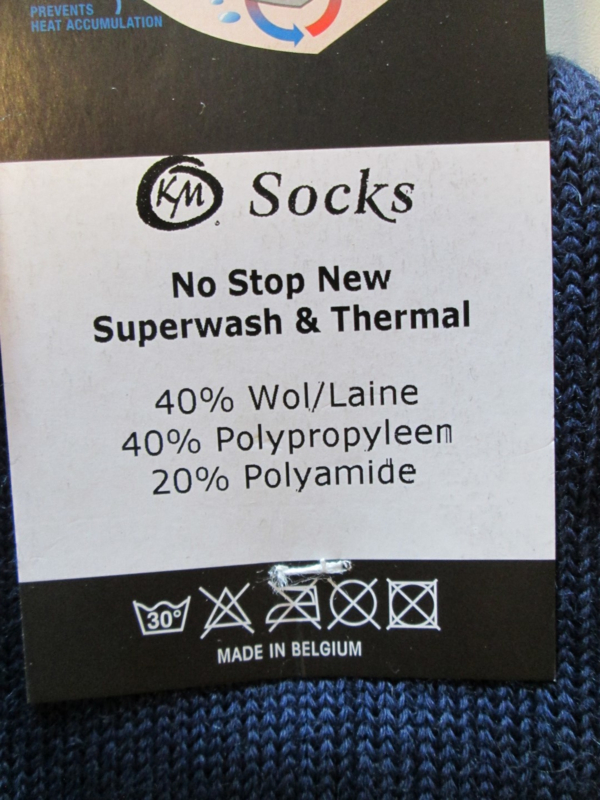 PREVENTS
HEAT ACCUMULATION
KM Socks
No Stop New
Superwash & Thermal
40% Wol/Laine
40% Polypropyleen
20% Polyamide
30°
MADE IN BELGIUM